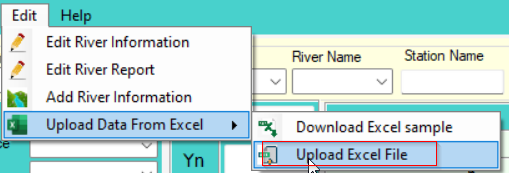 Edit Help
Edit River Information
Edit River Report
Add River Information
Upload Data From Excel
River Name
Station Name
Download Excel sample
Upload Excel File
Yn